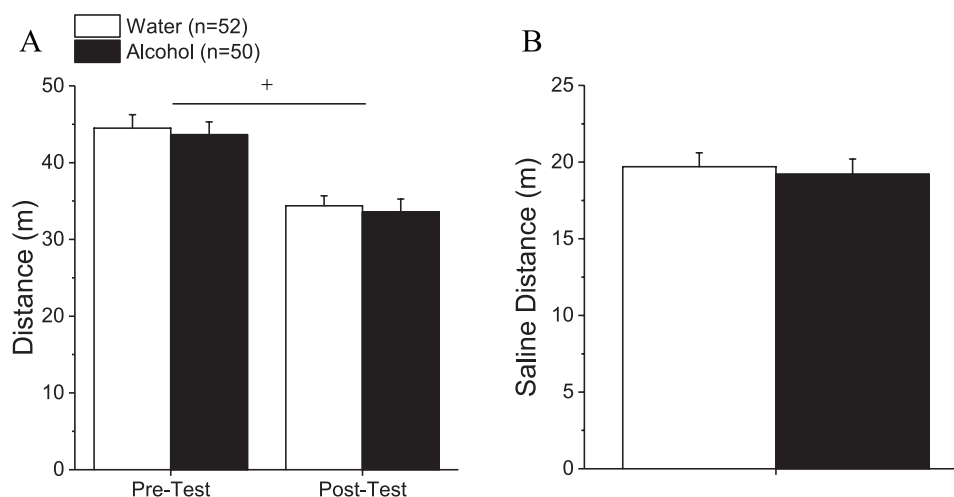 A
Water (n=52)
Alcohol (n=50)
+
50
40
30
20
10
0
Distance (m)
Pre-Test
Post-Test
B
25
20
15
10
5
0
Saline Distance (m)